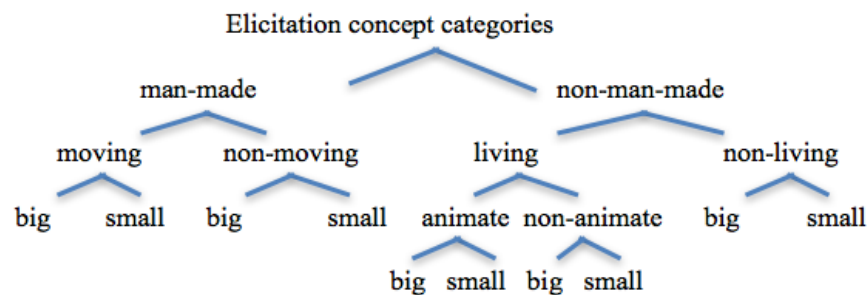 Elicitation concept categories
man-made non-man-made
moving non-moving living non-living
big small big small animate non-animate big small
big small big small